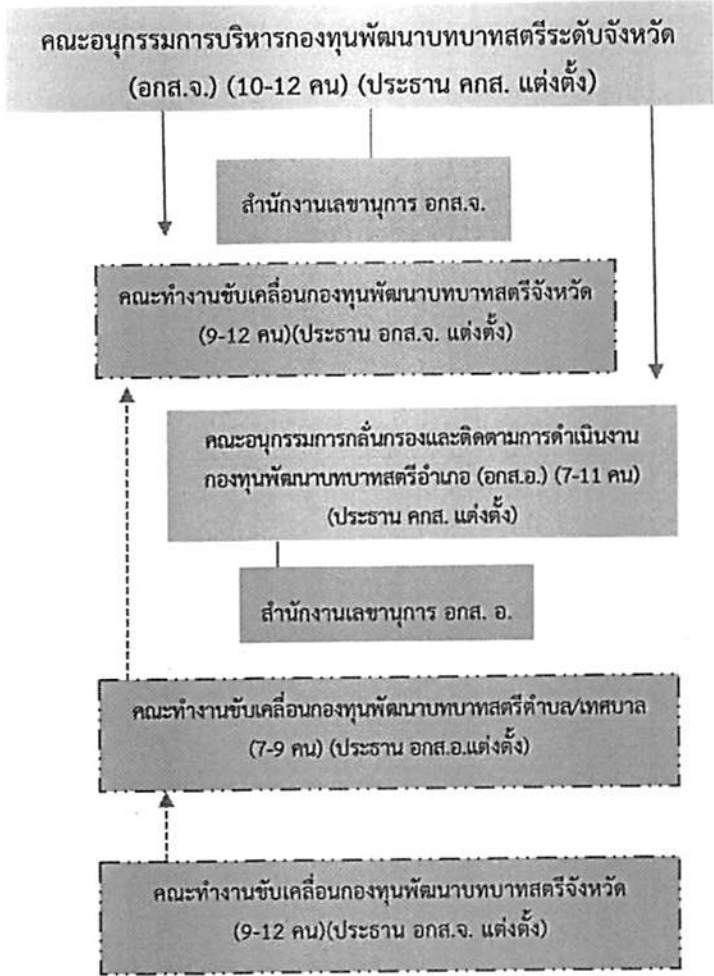 คณะอนุกรรมการบริหารกองทุนพัฒนาบทบาทสตรีระดับจังหวัด
(อกส.จ.) (10-12 คน) (ประธาน คกส. แต่งตั้ง)
สำนักงานเลขานุการ อกส.จ.
คณะทำงานขับเคลื่อนกองทุนพัฒนาบทบาทสตรีจังหวัด
(9-12 คน)(ประธาน อกส.จ. แต่งตั้ง)
คณะอนุกรรมการกลั่นกรองและติดตามการดำเนินงาน
กองทุนพัฒนาบทบาทสตรีอำเภอ (อกส.อ.) (7-11 คน)
(ประธาน คกส. แต่งตั้ง)
สำนักงานเลขานุการ อกส. อ.
คณะทำงานขับเคลื่อนกองทุนพัฒนาบทบาทสตรีตำบล/เทศบาล
(7-9 คน) (ประธาน อกส.อ.แต่งตั้ง)
คณะทำงานขับเคลื่อนกองทุนพัฒนาบทบาทสตรีจังหวัด
(9-12 คน)(ประธาน อกส.จ. แต่งตั้ง)